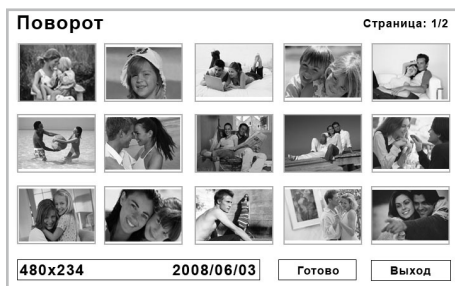 Поворот
Страница: 1/2
480x234
2008/06/03
Готово
Выход